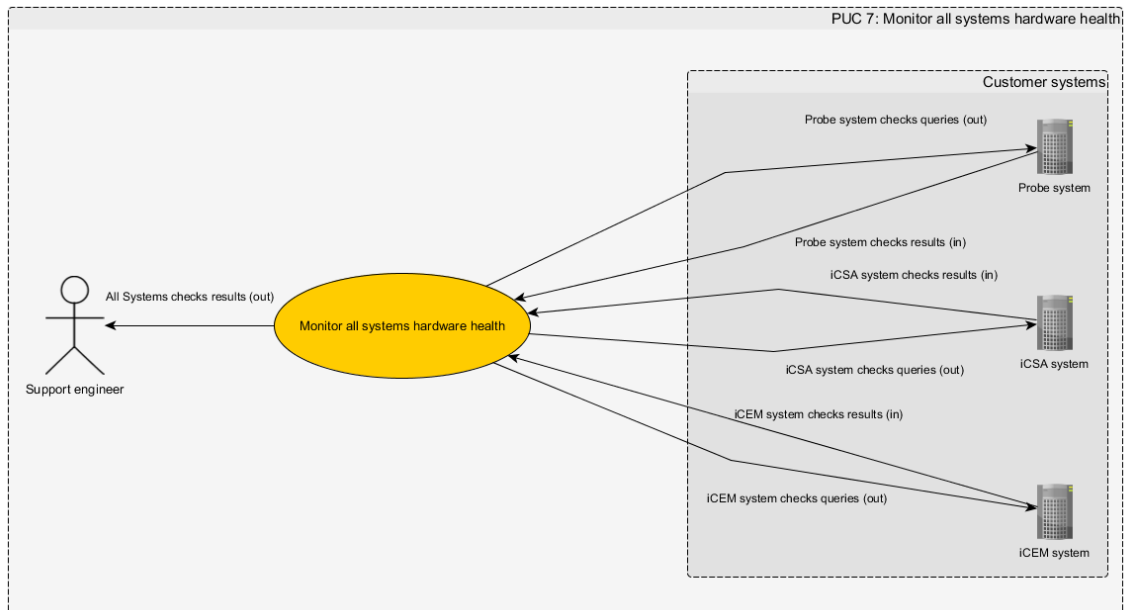 PUC 7: Monitor all systems hardware health
Customer systems
Probe system checks queries (out)
Probe system
Probe system checks results (in)
iCSA system checks results (in)
All Systems checks results (out)
Monitor all systems hardware health
iCSA system
iCSA system checks queries (out)
Support engineer
iCEM system checks results (in)
iCEM system checks queries (out)
iCEM system